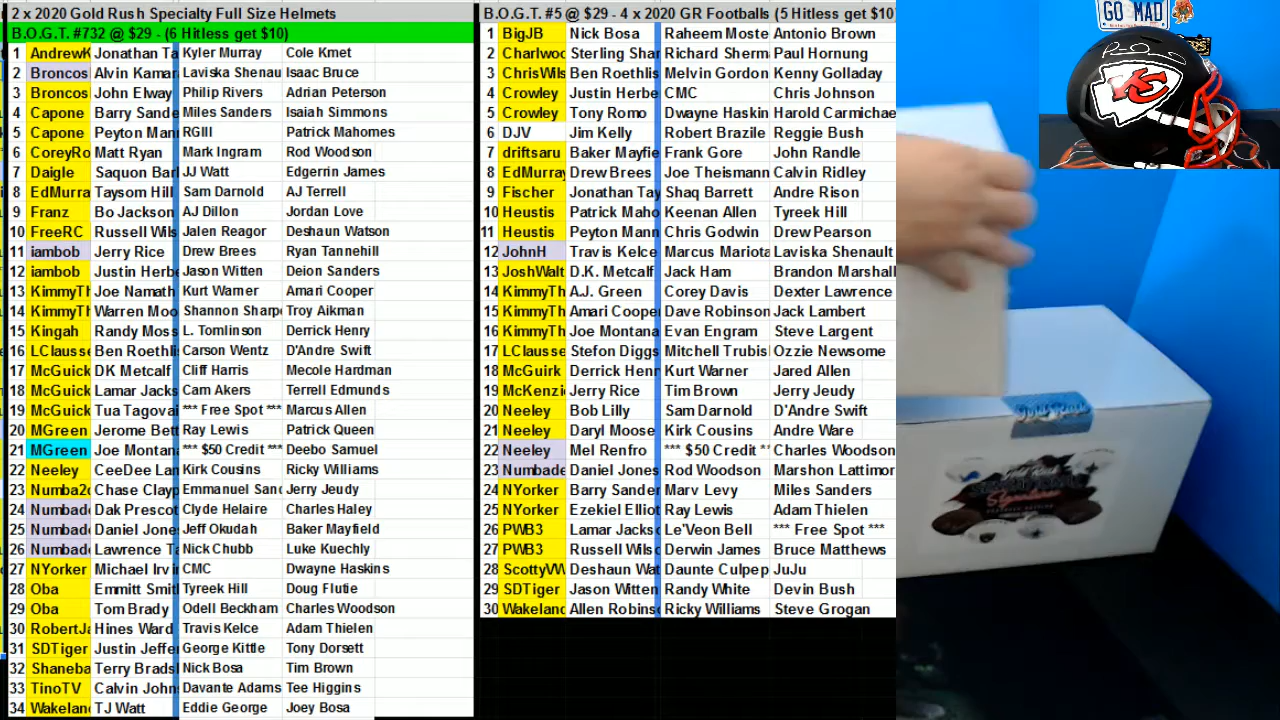 2 x 2020 Gold Rush Specialty Full Size Helmets
B.O.G.T. #732 @ $29 - (6 Hitless get $10)
1 AndrewK Jonathan Ta Kyler Murray Cole Kmet
2 Broncos Alvin Kamar Laviska Shenau Isaac Bruce
3 Broncos John Elway Philip Rivers Adrian Peterson
4 Capone Barry Sande Miles Sanders Isaiah Simmons
5 Capone Peyton Man RGIII Patrick Mahomes
6 CoreyRo Matt Ryan Mark Ingram Rod Woodson
7 Daigle Saquon Bar JJ Watt Edgerrin James
8 EdMurra Taysom Hill Sam Darnold AJ Terrell
9 Franz Bo Jackson AJ Dillon Jordan Love
10 FreeRC Russell Wils Jalen Reagor Deshaun Watson
11 iambob Jerry Rice Drew Brees Ryan Tannehill
12 iambob Justin Herbe Jason Witten Deion Sanders
13 KimmyTh Joe Namath Kurt Warner Amari Cooper
14 KimmyTh Warren Moo Shannon Sharpe Troy Aikman
15 Kingah Randy Moss L. Tomlinson Derrick Henry
16 LClausse Ben Roethli Carson Wentz D'Andre Swift
17 McGuick DK Metcalf Cliff Harris Mecole Hardman
18 McGuick Lamar Jacks Cam Akers Terrell Edmunds
19 McGuick Tua Tagovai *** Free Spot *** Marcus Allen
20 MGreen Jerome Bett Ray Lewis Patrick Queen
21 MGreen Joe Montan *** $50 Credit *** Deebo Samuel
22 Neeley CeeDee Lan Kirk Cousins Ricky Williams
23 Numba2c Chase Clayp Emmanuel Sand Jerry Jeudy
24 Numbad Dak Prescot Clyde Helaire Charles Haley
25 Numbad Daniel Jone Jeff Okudah Baker Mayfield
26 Numbad Lawrence T Nick Chubb Luke Kuechly
27 NYorker Michael Irvi CMC Dwayne Haskins
28 Oba Emmitt Smit Tyreek Hill Doug Flutie
29 Oba Tom Brady Odell Beckham Charles Woodson
30 RobertJa Hines Ward Travis Kelce Adam Thielen
31 SDTiger Justin Jeffe George Kittle Tony Dorsett
32 Shaneba Terry Brads Nick Bosa Tim Brown
33 TinoTV Calvin John Davante Adams Tee Higgins
34 Wakelan TJ Watt Eddie George Joey Bosa
B.O.G.T. #5 @ $29 - 4 x 2020 GR Footballs (5 Hitless get $10
1 BigJB Nick Bosa Raheem Moste Antonio Brown
2 Charlwoo Sterling Shar Richard Sherm Paul Hornung
3 ChrisWils Ben Roethlis Melvin Gordon Kenny Golladay
4 Crowley Justin Herbe CMC Chris Johnson
5 Crowley Tony Romo Dwayne Haskin Harold Carmichae
6 DJV Jim Kelly Robert Brazile Reggie Bush
7 driftsaru Baker Mayfie Frank Gore John Randle
8 EdMurray Drew Brees Joe Theismann Calvin Ridley
9 Fischer Jonathan Tay Shaq Barrett Andre Rison
10 Heustis Patrick Maho Keenan Allen Tyreek Hill
11 Heustis Peyton Mann Chris Godwin Drew Pearson
12 JohnH Travis Kelce Marcus Mariota Laviska Shenault
13 JoshWalt D.K. Metcalf Jack Ham Brandon Marshall
14 KimmyTh A.J. Green Corey Davis Dexter Lawrence
15 KimmyTh Amari Coope Dave Robinson Jack Lambert
16 KimmyTh Joe Montana Evan Engram Steve Largent
17 LClausse Stefon Diggs Mitchell Trubis Ozzie Newsome
18 McGuirk Derrick Henr Kurt Warner Jared Allen
19 McKenzi Jerry Rice Tim Brown Jerry Jeudy
20 Neeley Bob Lilly Sam Darnold D'Andre Swift
21 Neeley Daryl Moose Kirk Cousins Andre Ware
22 Neeley Mel Renfro *** $50 Credit ** Charles Woodson
23 Numbade Daniel Jones Rod Woodson Marshon Lattimor
24 NYorker Barry Sander Marv Levy Miles Sanders
25 NYorker Ezekiel Elliot Ray Lewis Adam Thielen
26 PWB3 Lamar Jacks Le'Veon Bell *** Free Spot ***
27 PWB3 Russell Wils Derwin James Bruce Matthews
28 ScottyW Deshaun Wat Daunte Culpep JuJu
29 SDTiger Jason Witten Randy White Devin Bush
30 Wakelan Allen Robins Ricky Williams Steve Grogan
GO MAD
KC
Gold Rush
Signature